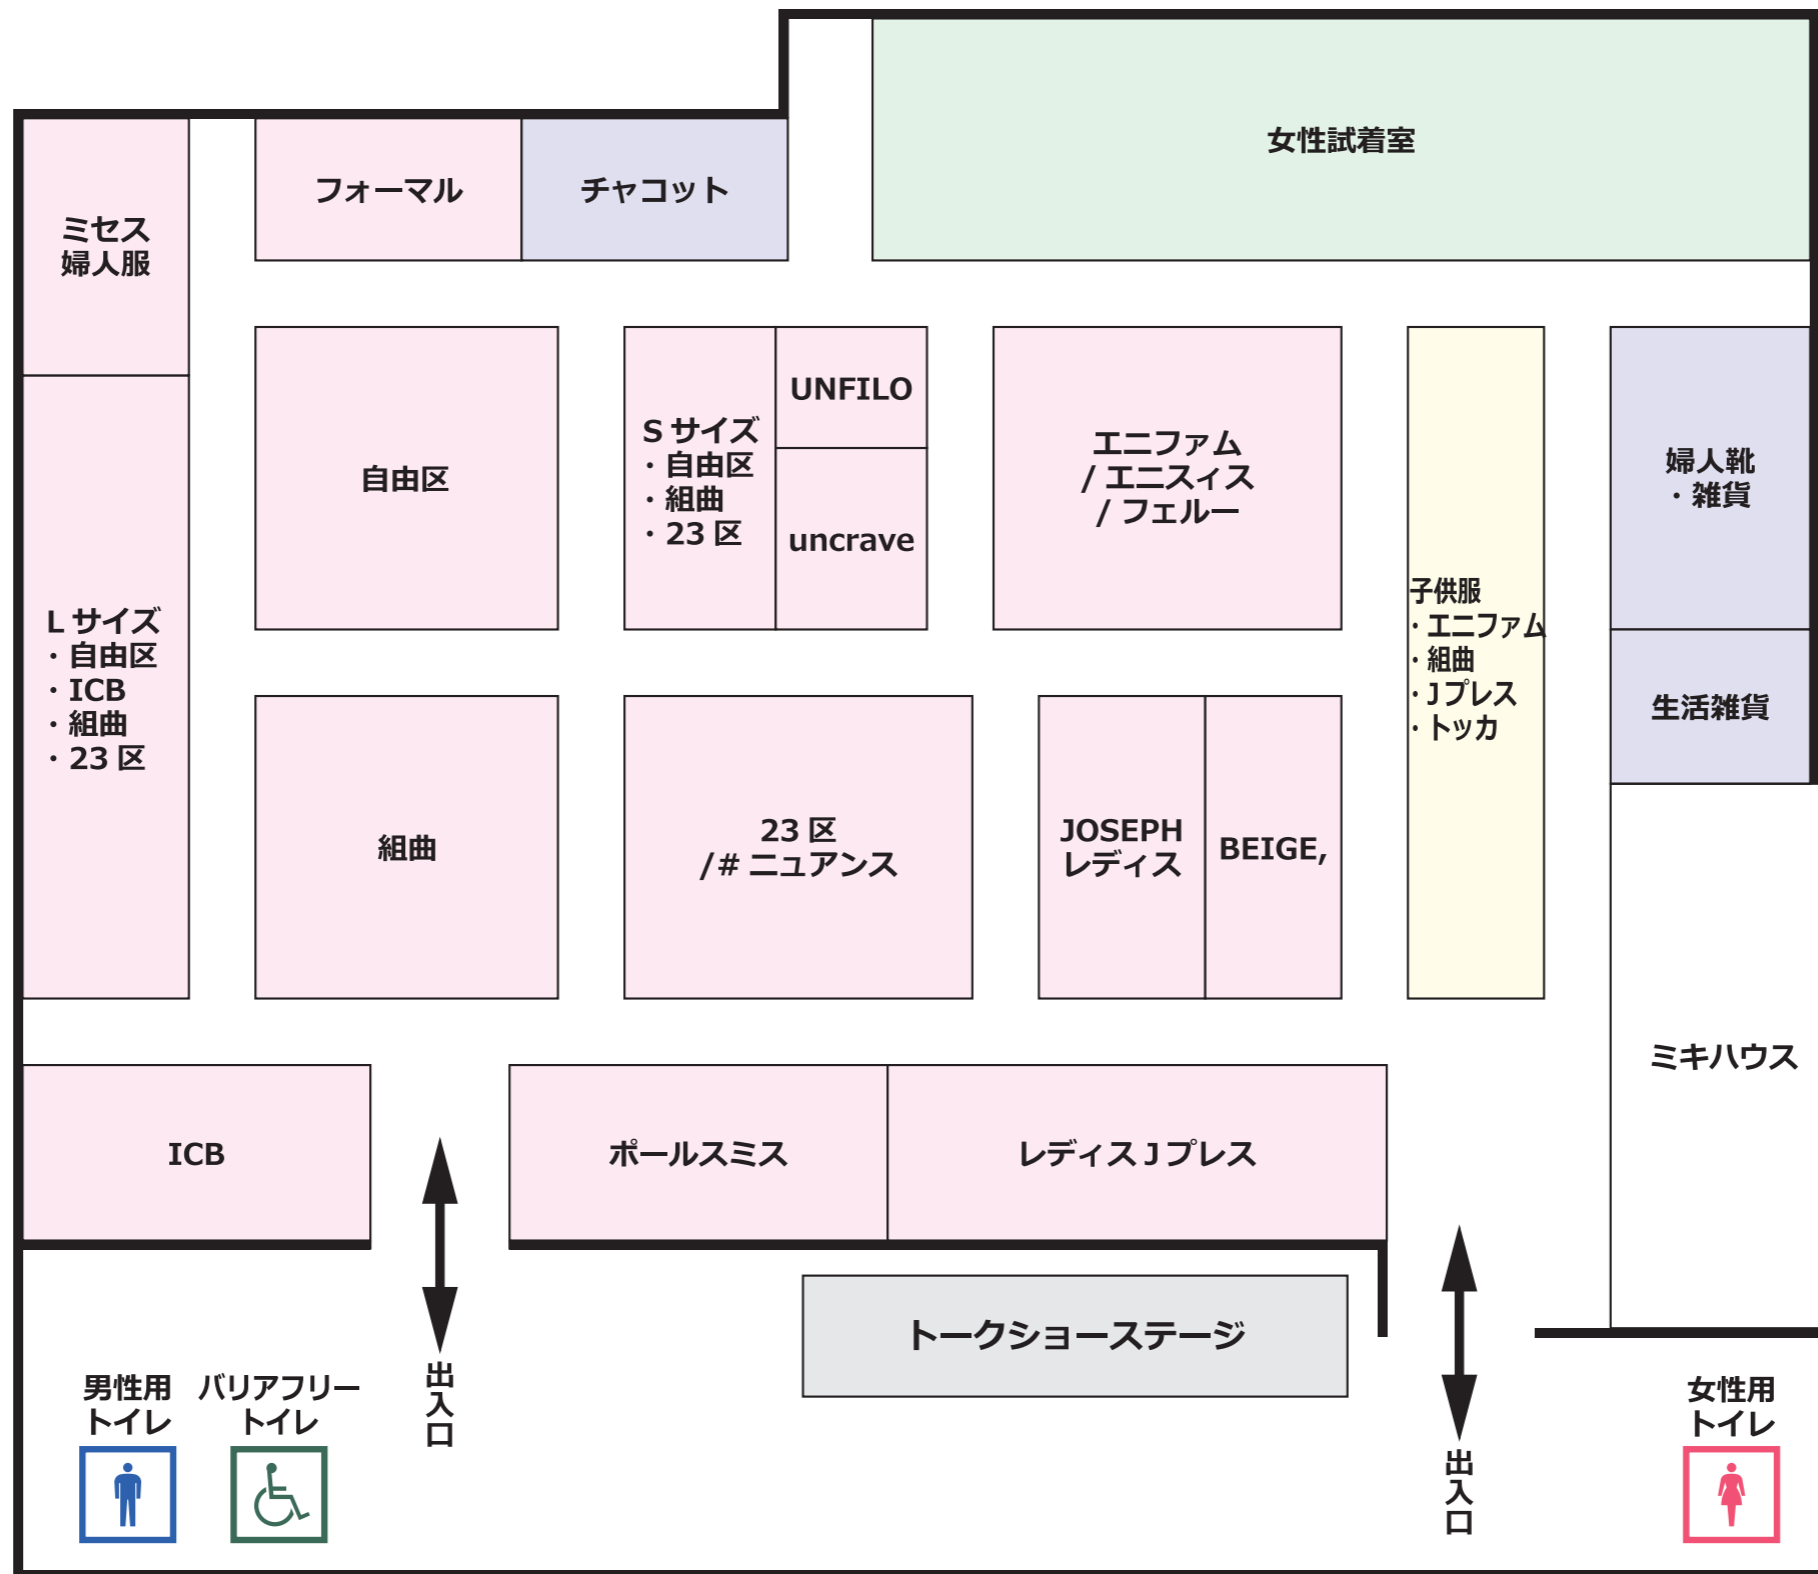 女性試着室
ミセス
婦人服
フォーマル
チャコット
自由区
S サイズ
・自由区
・組曲
・23 区
UNFILO
uncrave
エニファム
/ エニスィス
/ フェルー
婦人靴
・雑貨
L サイズ
・自由区
・ICB
・組曲
・23 区
子供服
・エニファム
・組曲
・J プレス
・トッカ
生活雑貨
組曲
23 区
/# ニュアンス
JOSEPH
レディス
BEIGE,
ミキハウス
ICB
ポールスミス
レディス J プレス
トークショーステージ
男性用
トイレ
バリアフリー
トイレ
出入口
出入口
女性用
トイレ